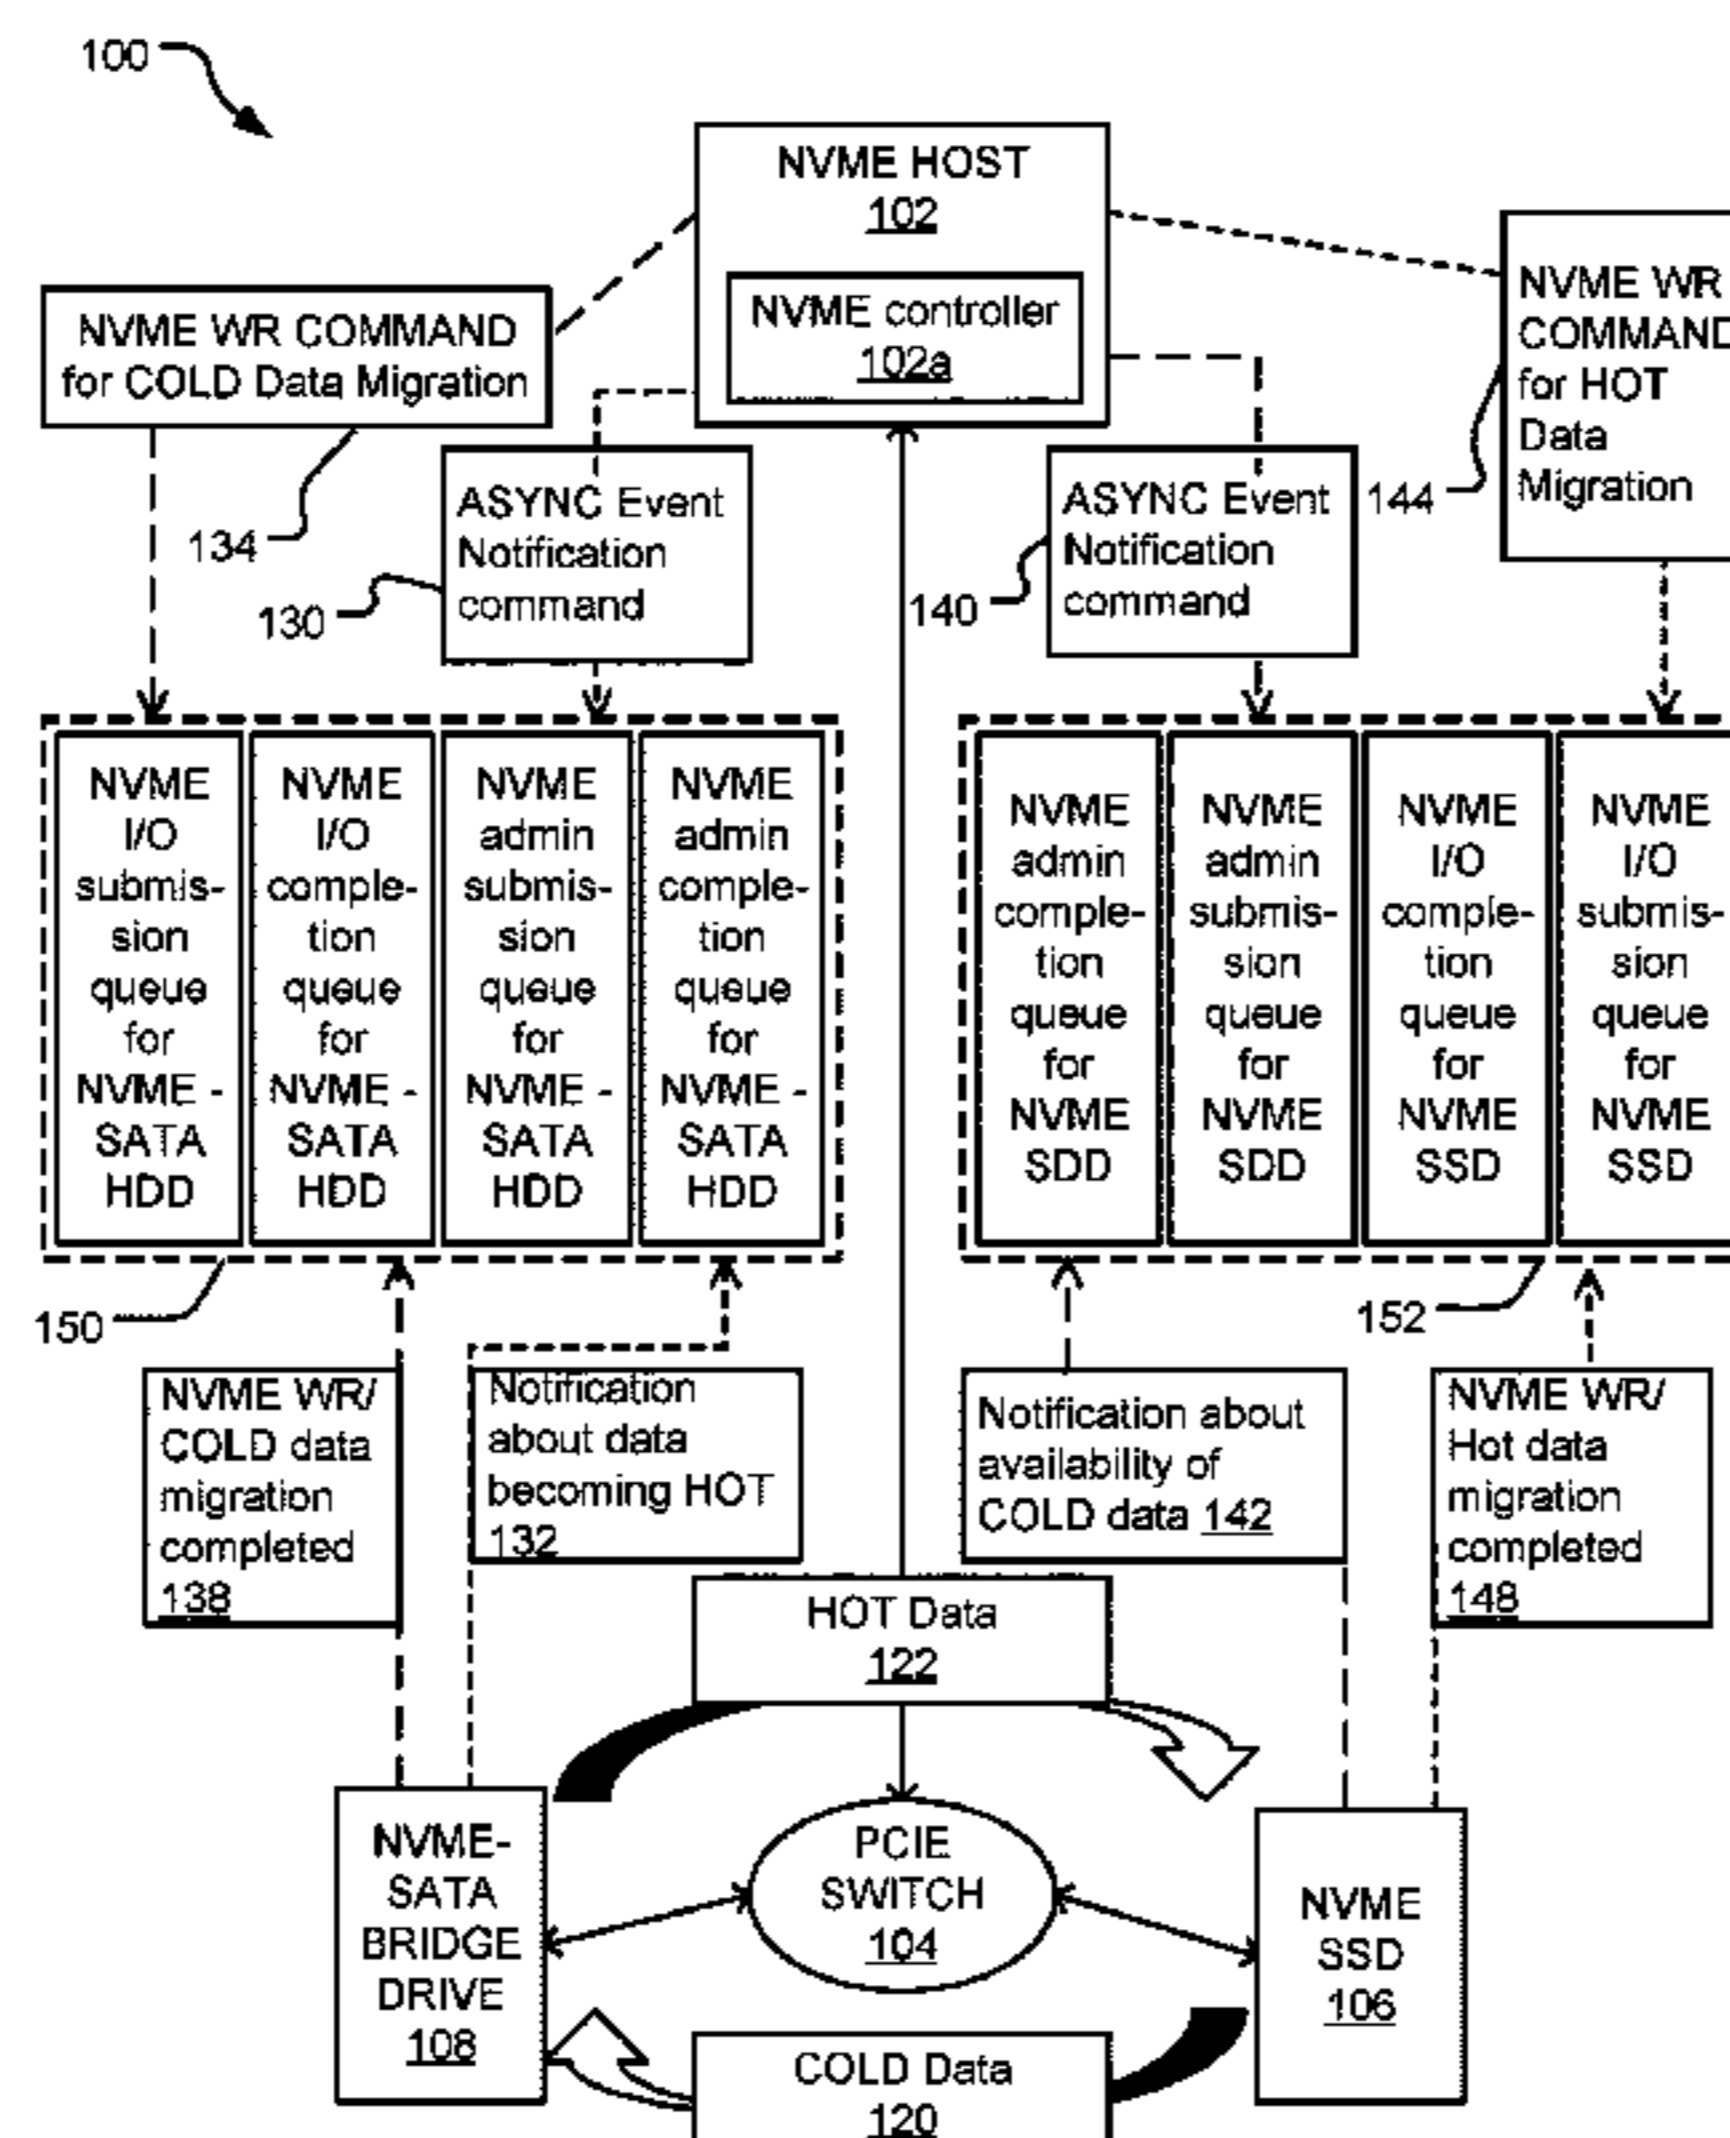 100
NVME HOST
102
NVME controller
102a
NVME WR COMMAND
for COLD Data Migration
134
ASYNC Event
Notification
command
130
ASYNC Event
Notification
command
140
NVME WR
COMMAND
for HOT
Data
Migration
144
NVME
I/O
submis-
sion
queue
for
NVME -
SATA
HDD
NVME
I/O
comple-
tion
queue
for
NVME -
SATA
HDD
NVME
admin
submis-
sion
queue
for
NVME -
SATA
HDD
NVME
admin
comple-
tion
queue
for
NVME -
SATA
HDD
150
NVME
admin
comple-
tion
queue
for
NVME
SDD
NVME
admin
submis-
sion
queue
for
NVME
SDD
NVME
I/O
comple-
tion
queue
for
NVME
SSD
NVME
I/O
submis-
sion
queue
for
NVME
SSD
152
NVME WR/
COLD data
migration
completed
138
Notification
about data
becoming HOT
132
Notification about
availability of
COLD data 142
NVME WR/
Hot data
migration
completed
148
HOT Data
122
NVME-
SATA
BRIDGE
DRIVE
108
PCIE
SWITCH
104
NVME
SSD
106
COLD Data
120